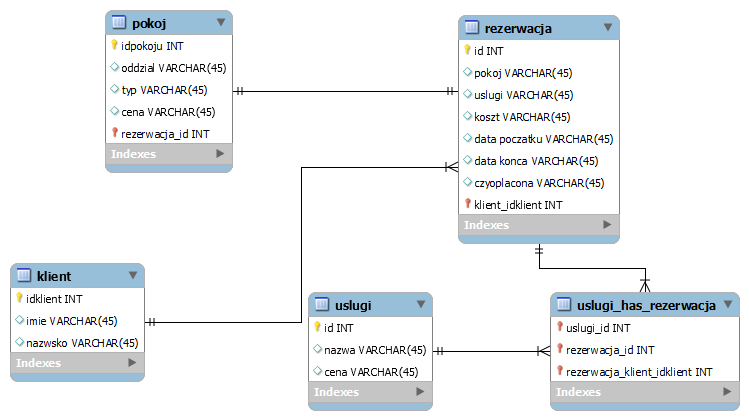 pokoj
idpokoju INT
oddzial VARCHAR(45)
typ VARCHAR(45)
cena VARCHAR(45)
rezerwacja_id INT
Indexes
rezerwacja
id INT
pokoj VARCHAR(45)
uslugi VARCHAR(45)
koszt VARCHAR(45)
data poczatku VARCHAR(45)
data konca VARCHAR(45)
czyoplacona VARCHAR(45)
klient_idklient INT
Indexes
klient
idklient INT
imie VARCHAR(45)
nazwsko VARCHAR(45)
Indexes
uslugi
id INT
nazwa VARCHAR(45)
cena VARCHAR(45)
Indexes
uslugi_has_rezerwacja
uslugi_id INT
rezerwacja_id INT
rezerwacja_klient_idklient INT
Indexes